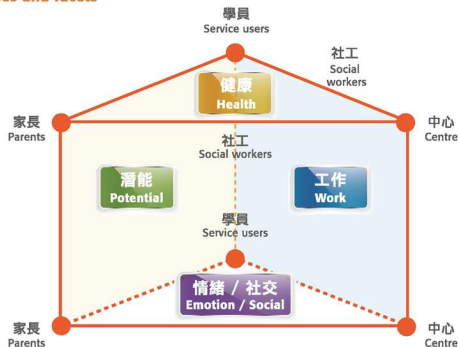 學員
Service users
社工
Social
workers
健康
Health
家長
Parents
中心
Centre
社工
Social workers
潛能
Potential
工作
Work
學員
Service users
情緒 / 社交
Emotion / Social
家長
Parents
中心
Centre